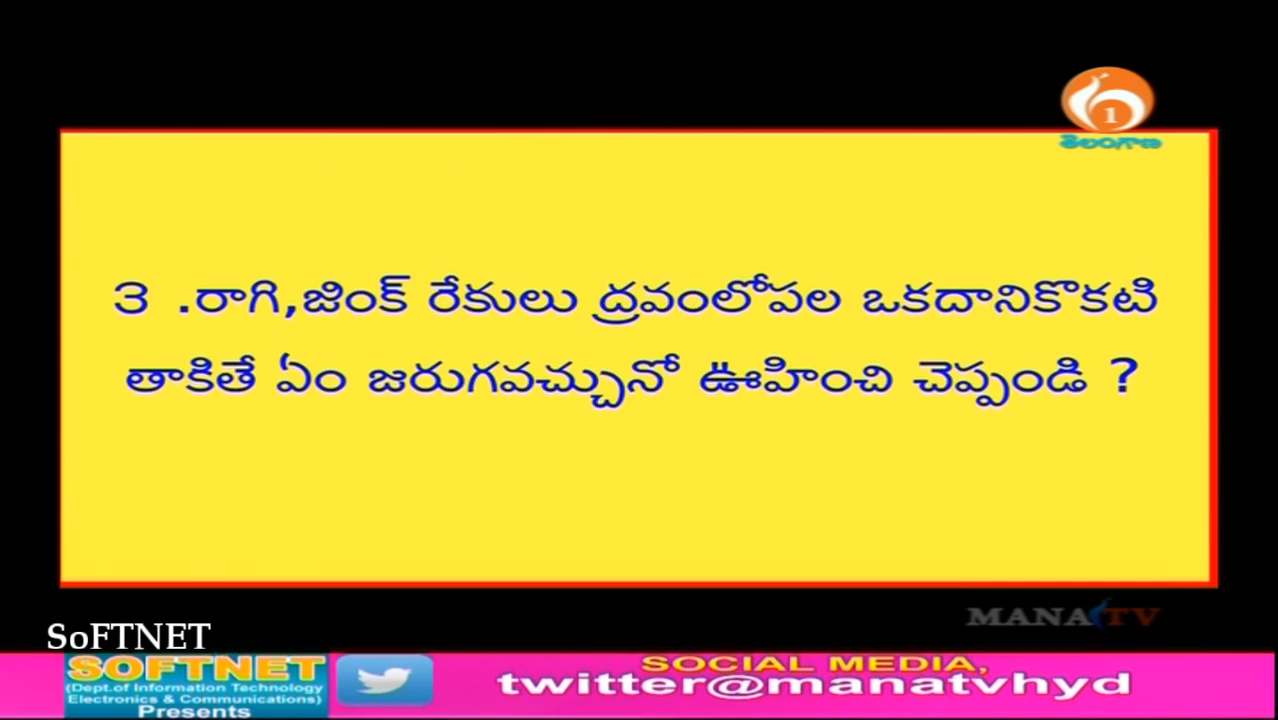 1
తెలంగాణ
3 .రాగి,జింక్ రేకులు ద్రవంలోపల ఒకదానికొకటి
తాకితే ఏం జరుగవచ్చునో ఊహించి చెప్పండి ?
MANA TV
SoFTNET
SOFTNET
(Dept.of Information Technology
Electronics & Communications)
Presents
SOCIAL MEDIA,
twitter@manatvhyd